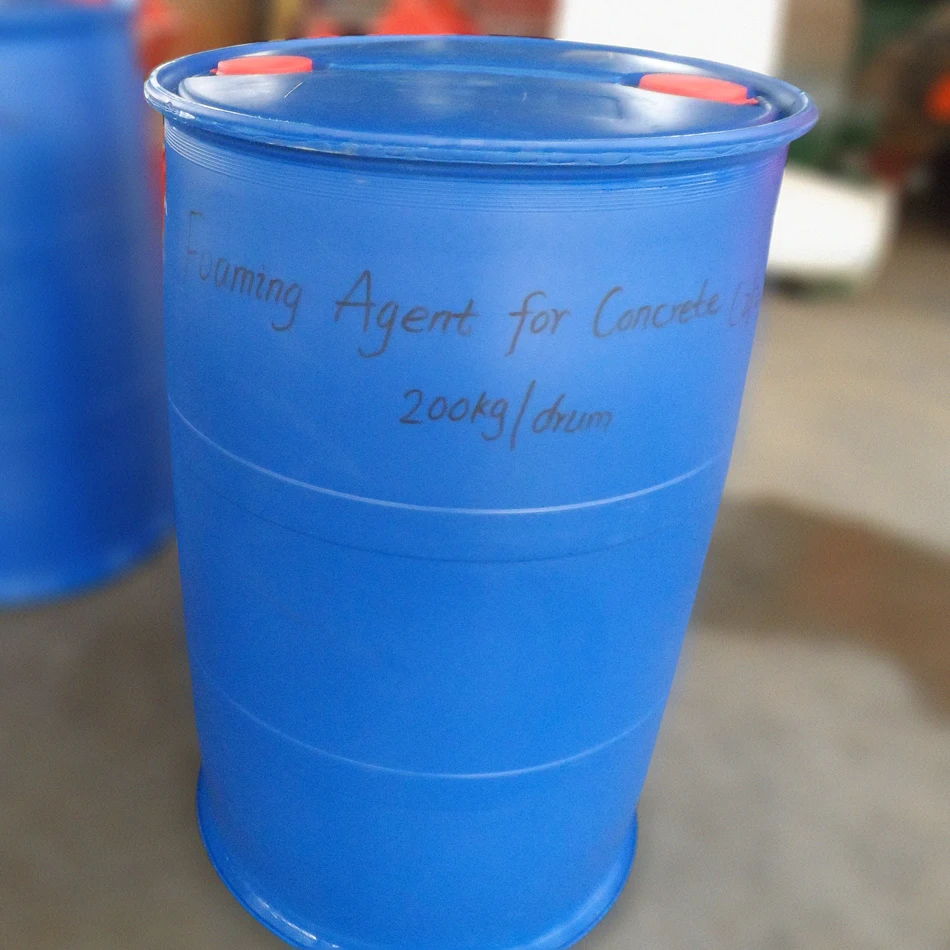 Foaming Agent for Concrete
200kg/drum